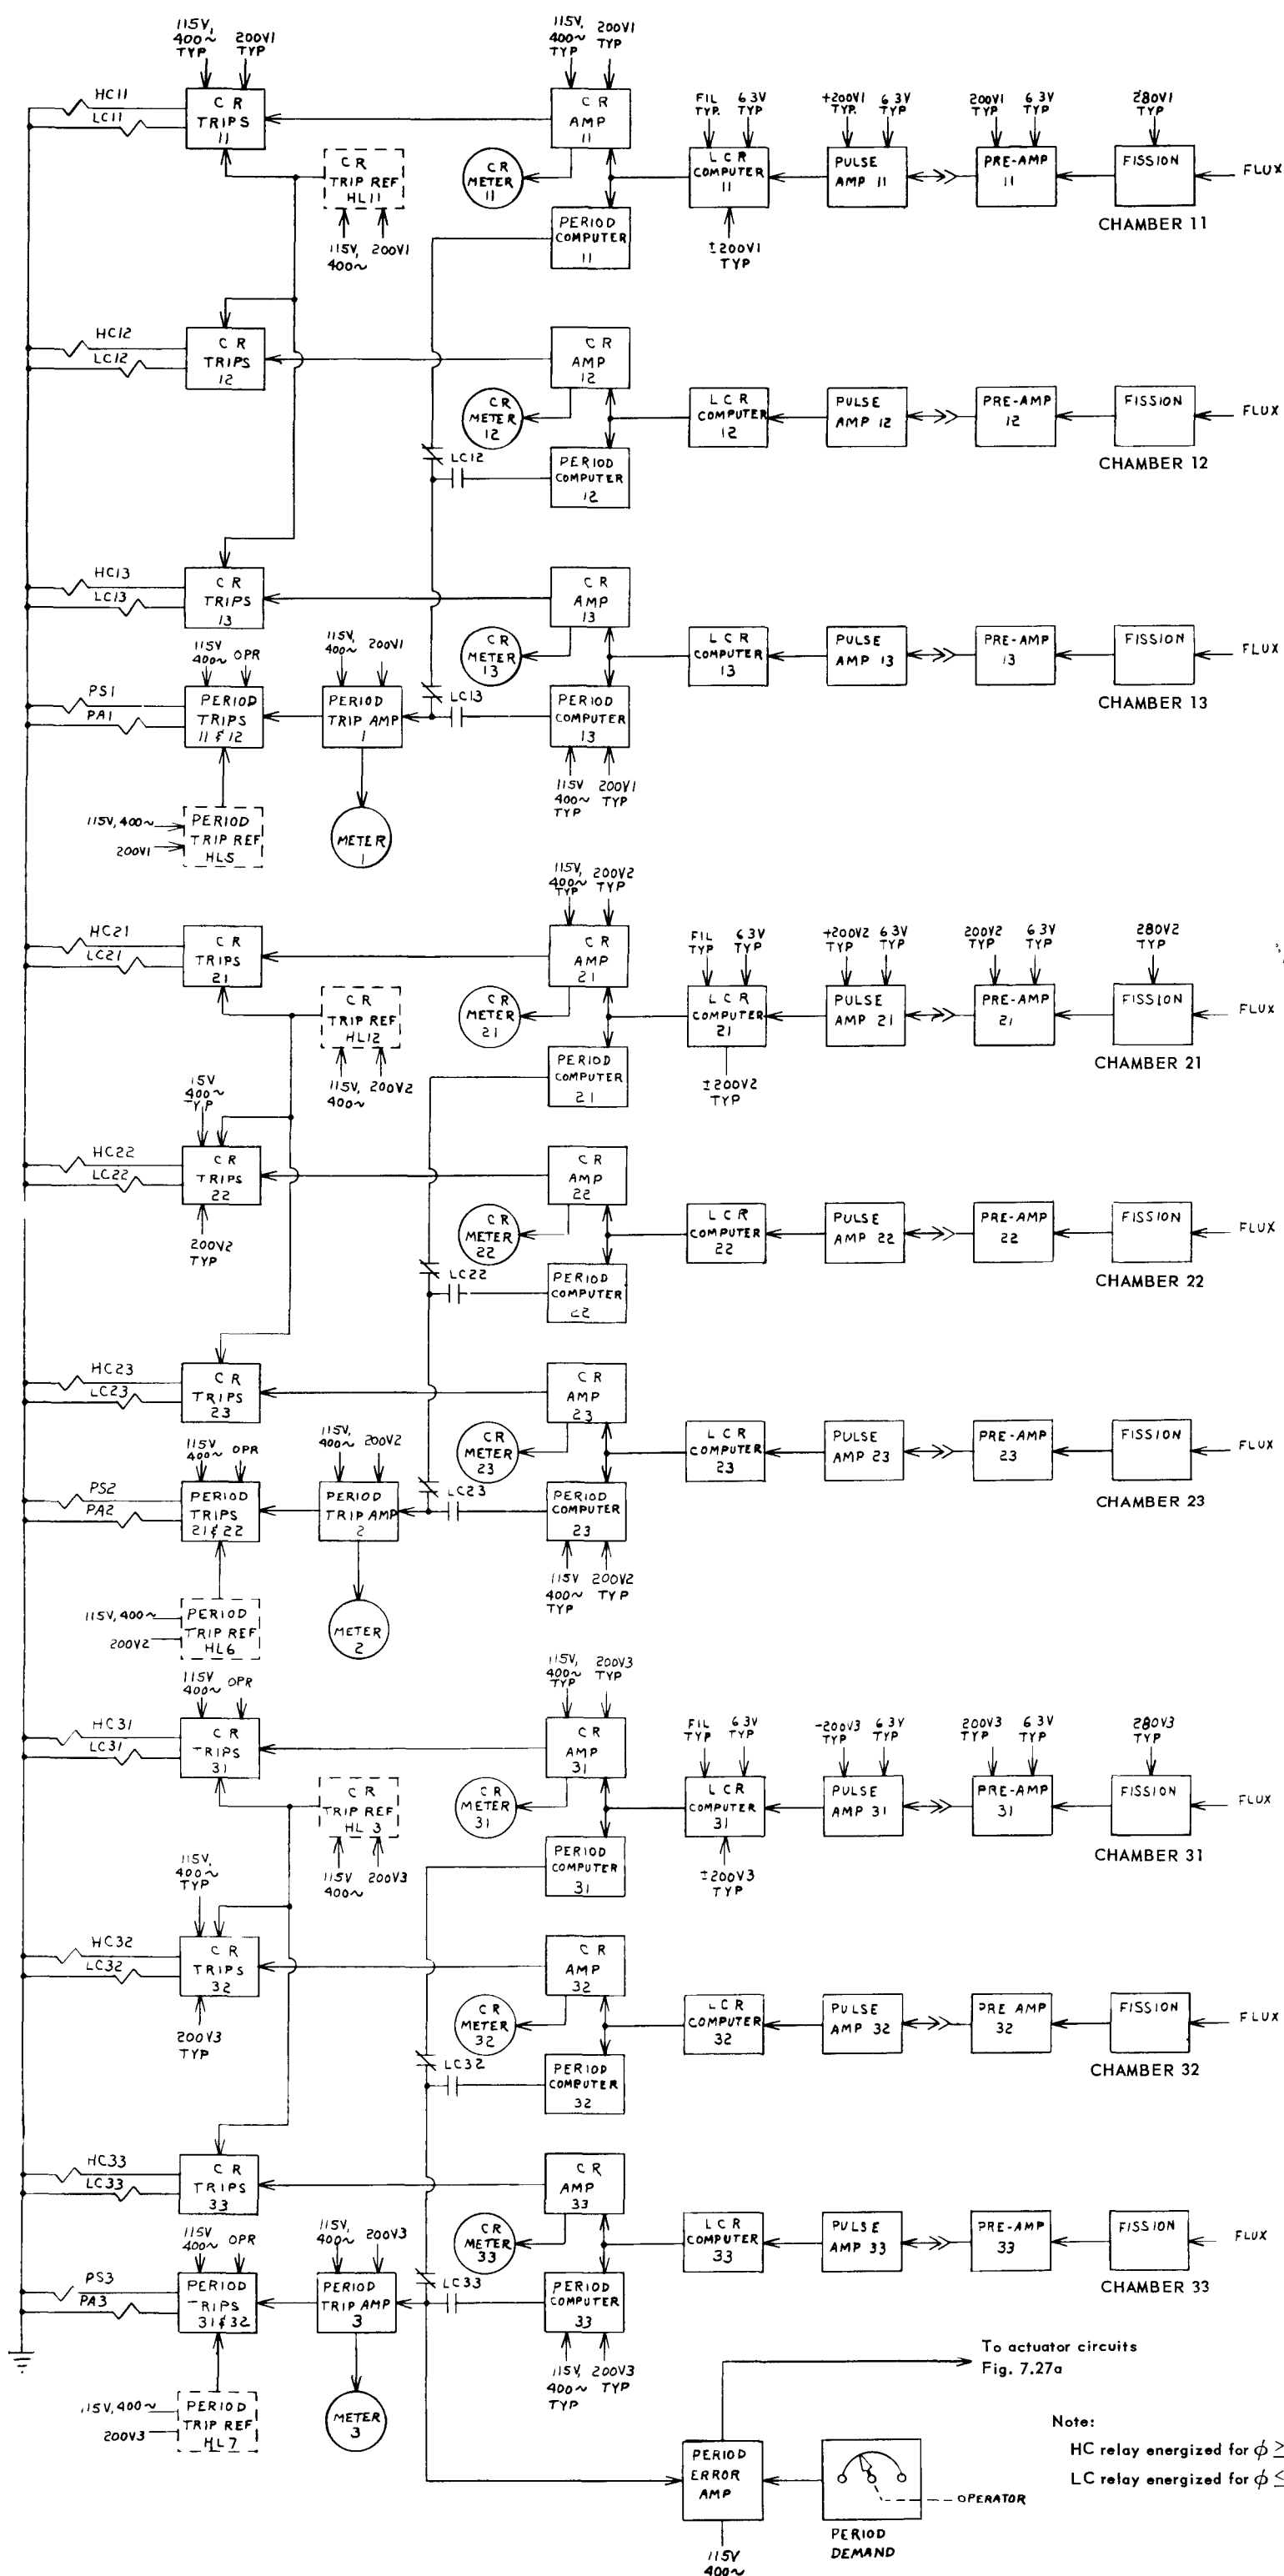 115V, 400~ TYP
200V1 TYP
115V, 400~ TYP
200V1 TYP
HC11
LC11
CR TRIPS 11
CR AMP 11
FIL TYP.
6.3V TYP
+200V1 TYP.
6.3V TYP
200V1 TYP
6.3V TYP
280V1 TYP
CR TRIP REF HL11
CR METER 11
LCR COMPUTER 11
PULSE AMP 11
PRE-AMP 11
FISSION
FLUX
CHAMBER 11
115V, 400~
200V1
PERIOD COMPUTER 11
±200V1 TYP
HC12
LC12
CR TRIPS 12
CR AMP 12
CR METER 12
LCR COMPUTER 12
PULSE AMP 12
PRE-AMP 12
FISSION
FLUX
CHAMBER 12
LC12
PERIOD COMPUTER 12
HC13
LC13
CR TRIPS 13
CR AMP 13
CR METER 13
LCR COMPUTER 13
PULSE AMP 13
PRE-AMP 13
FISSION
FLUX
CHAMBER 13
115V 400~
OPR
115V, 400~
200V1
LC13
PS1
PA1
PERIOD TRIPS 11 & 12
PERIOD TRIP AMP 1
PERIOD COMPUTER 13
115V 400~ TYP
200V1 TYP
115V, 400~
200V1
PERIOD TRIP REF HL5
METER 1
115V, 400~ TYP
200V2 TYP
HC21
LC21
CR TRIPS 21
CR AMP 21
FIL TYP
6.3V TYP
+200V2 TYP
6.3V TYP
200V2 TYP
6.3V TYP
280V2 TYP
CR TRIP REF HL12
CR METER 21
LCR COMPUTER 21
PULSE AMP 21
PRE-AMP 21
FISSION
FLUX
CHAMBER 21
115V, 400~
200V2
PERIOD COMPUTER 21
±200V2 TYP
15V 400~ TYP
HC22
LC22
CR TRIPS 22
200V2 TYP
CR AMP 22
CR METER 22
LCR COMPUTER 22
PULSE AMP 22
PRE-AMP 22
FISSION
FLUX
CHAMBER 22
LC22
PERIOD COMPUTER 22
HC23
LC23
CR TRIPS 23
CR AMP 23
CR METER 23
LCR COMPUTER 23
PULSE AMP 23
PRE-AMP 23
FISSION
FLUX
CHAMBER 23
115V 400~
OPR
115V, 400~
200V2
LC23
PS2
PA2
PERIOD TRIPS 21 & 22
PERIOD TRIP AMP 2
PERIOD COMPUTER 23
115V 400~ TYP
200V2 TYP
115V, 400~
200V2
PERIOD TRIP REF HL6
METER 2
115V 400~
OPR
115V, 400~ TYP
200V3 TYP
HC31
LC31
CR TRIPS 31
CR AMP 31
FIL TYP
6.3V TYP
-200V3 TYP
6.3V TYP
200V3 TYP
6.3V TYP
280V3 TYP
CR TRIP REF HL 3
CR METER 31
LCR COMPUTER 31
PULSE AMP 31
PRE-AMP 31
FISSION
FLUX
CHAMBER 31
115V 400~
200V3
PERIOD COMPUTER 31
±200V3 TYP
115V, 400~ TYP
HC32
LC32
CR TRIPS 32
200V3 TYP
CR AMP 32
CR METER 32
LCR COMPUTER 32
PULSE AMP 32
PRE AMP 32
FISSION
FLUX
CHAMBER 32
LC32
PERIOD COMPUTER 32
HC33
LC33
CR TRIPS 33
CR AMP 33
CR METER 33
LCR COMPUTER 33
PULSE AMP 33
PRE-AMP 33
FISSION
FLUX
CHAMBER 33
115V 400~
OPR
115V, 400~
200V3
LC33
PS3
PA3
PERIOD TRIPS 31 & 32
PERIOD TRIP AMP 3
PERIOD COMPUTER 33
115V, 400~ TYP
200V3 TYP
115V, 400~
200V3
PERIOD TRIP REF HL7
METER 3
To actuator circuits
Fig. 7.27a
PERIOD ERROR AMP
OPERATOR
PERIOD DEMAND
115V 400~
Note:
HC relay energized for ϕ ≥
LC relay energized for ϕ ≤